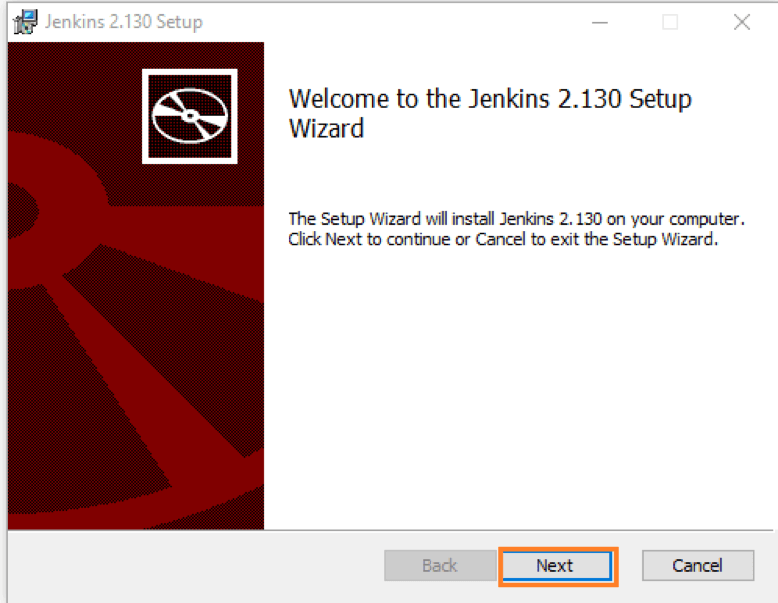 Jenkins 2.130 Setup
Welcome to the Jenkins 2.130 Setup
Wizard
The Setup Wizard will install Jenkins 2.130 on your computer.
Click Next to continue or Cancel to exit the Setup Wizard.
Back
Next
Cancel